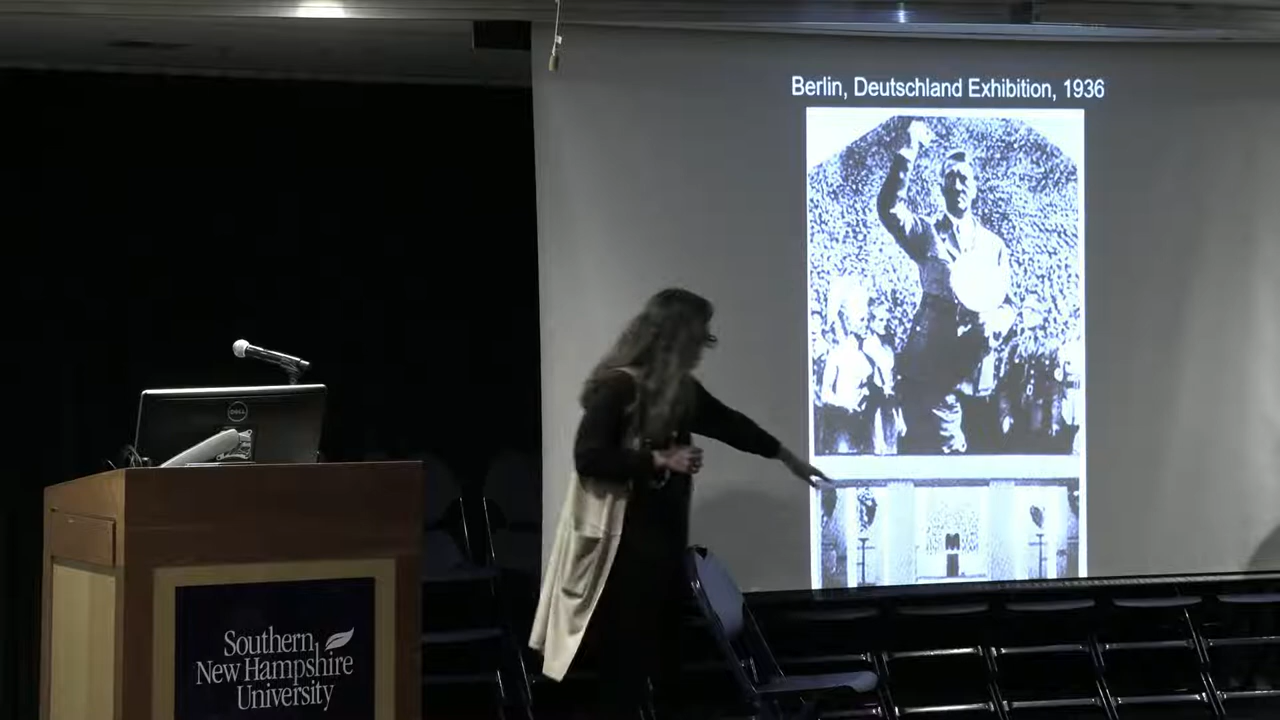 Berlin, Deutschland Exhibition, 1936
DELL
Southern
New Hampshire
University